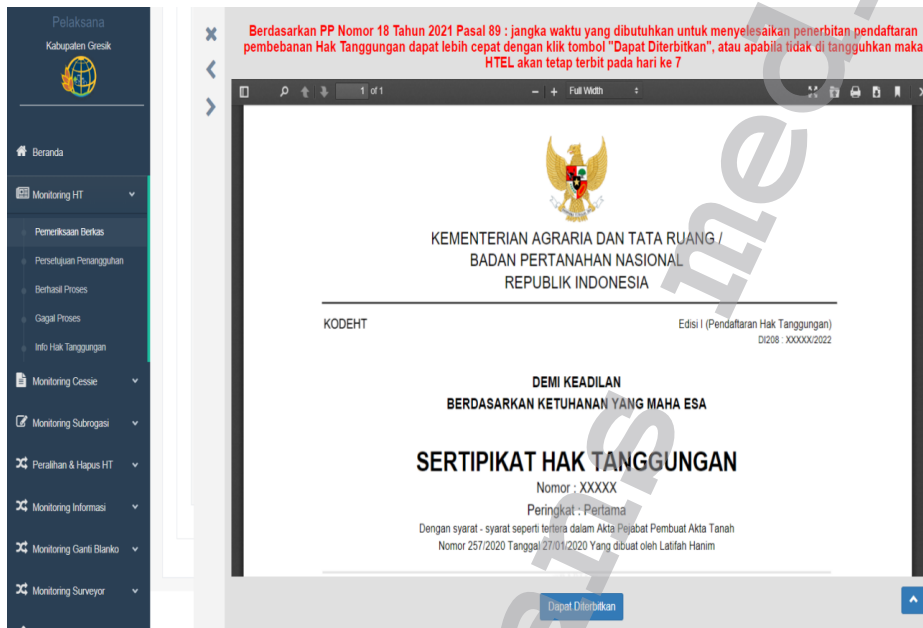 Pelaksana
Kabupaten Gresik
Beranda
Monitoring HT
Pemeriksaan Berkas
Persetujuan Penangguhan
Berhasil Proses
Gagal Proses
Info Hak Tanggungan
Monitoring Cessie
Monitoring Subrogasi
Peralihan & Hapus HT
Monitoring Informasi
Monitoring Ganti Blanko
Monitoring Surveyor
Berdasarkan PP Nomor 18 Tahun 2021 Pasal 89 : jangka waktu yang dibutuhkan untuk menyelesaikan penerbitan pendaftaran
pembebanan Hak Tanggungan dapat lebih cepat dengan klik tombol "Dapat Diterbitkan", atau apabila tidak di tangguhkan maka
HTEL akan tetap terbit pada hari ke 7
1 of 1
Full Width
KEMENTERIAN AGRARIA DAN TATA RUANG /
BADAN PERTANAHAN NASIONAL
REPUBLIK INDONESIA
KODEHT
Edisi I (Pendaftaran Hak Tanggungan)
DI208 : XXXXX/2022
DEMI KEADILAN
BERDASARKAN KETUHANAN YANG MAHA ESA
SERTIPIKAT HAK TANGGUNGAN
Nomor : XXXXX
Peringkat : Pertama
Dengan syarat - syarat seperti tertera dalam Akta Pejabat Pembuat Akta Tanah
Nomor 257/2020 Tanggal 27/01/2020 Yang dibuat oleh Latifah Hanim
Dapat Diterbitkan